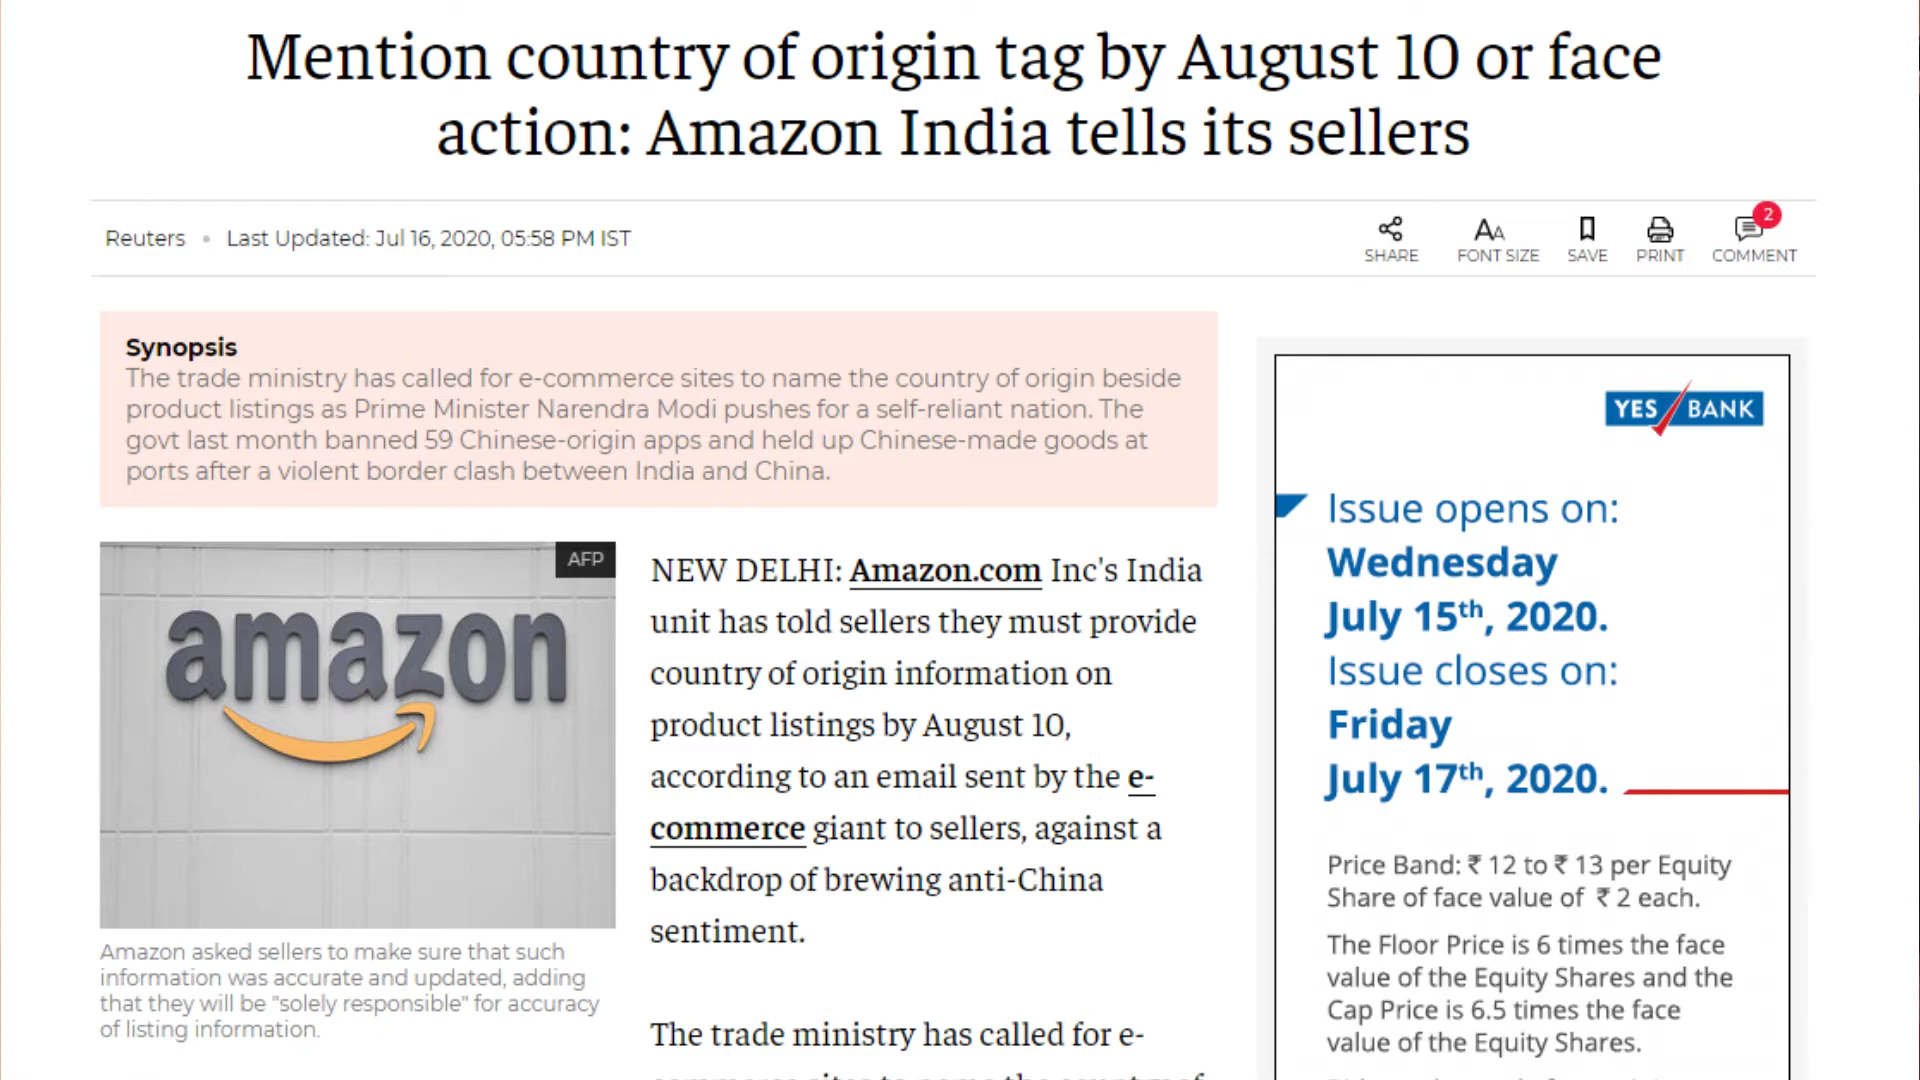 Mention country of origin tag by August 10 or face
action: Amazon India tells its sellers
Reuters • Last Updated: Jul 16, 2020, 05:58 PM IST
SHARE
AA
FONT SIZE
SAVE
PRINT
2
COMMENT
Synopsis
The trade ministry has called for e-commerce sites to name the country of origin beside
product listings as Prime Minister Narendra Modi pushes for a self-reliant nation. The
govt last month banned 59 Chinese-origin apps and held up Chinese-made goods at
ports after a violent border clash between India and China.
AFP
amazon
Amazon asked sellers to make sure that such
information was accurate and updated, adding
that they will be "solely responsible" for accuracy
of listing information.
NEW DELHI: Amazon.com Inc's India
unit has told sellers they must provide
country of origin information on
product listings by August 10,
according to an email sent by the e-
commerce giant to sellers, against a
backdrop of brewing anti-China
sentiment.
The trade ministry has called for e-
YES BANK
Issue opens on:
Wednesday
July 15th, 2020.
Issue closes on:
Friday
July 17th, 2020.
Price Band: ₹ 12 to ₹ 13 per Equity
Share of face value of ₹ 2 each.
The Floor Price is 6 times the face
value of the Equity Shares and the
Cap Price is 6.5 times the face
value of the Equity Shares.